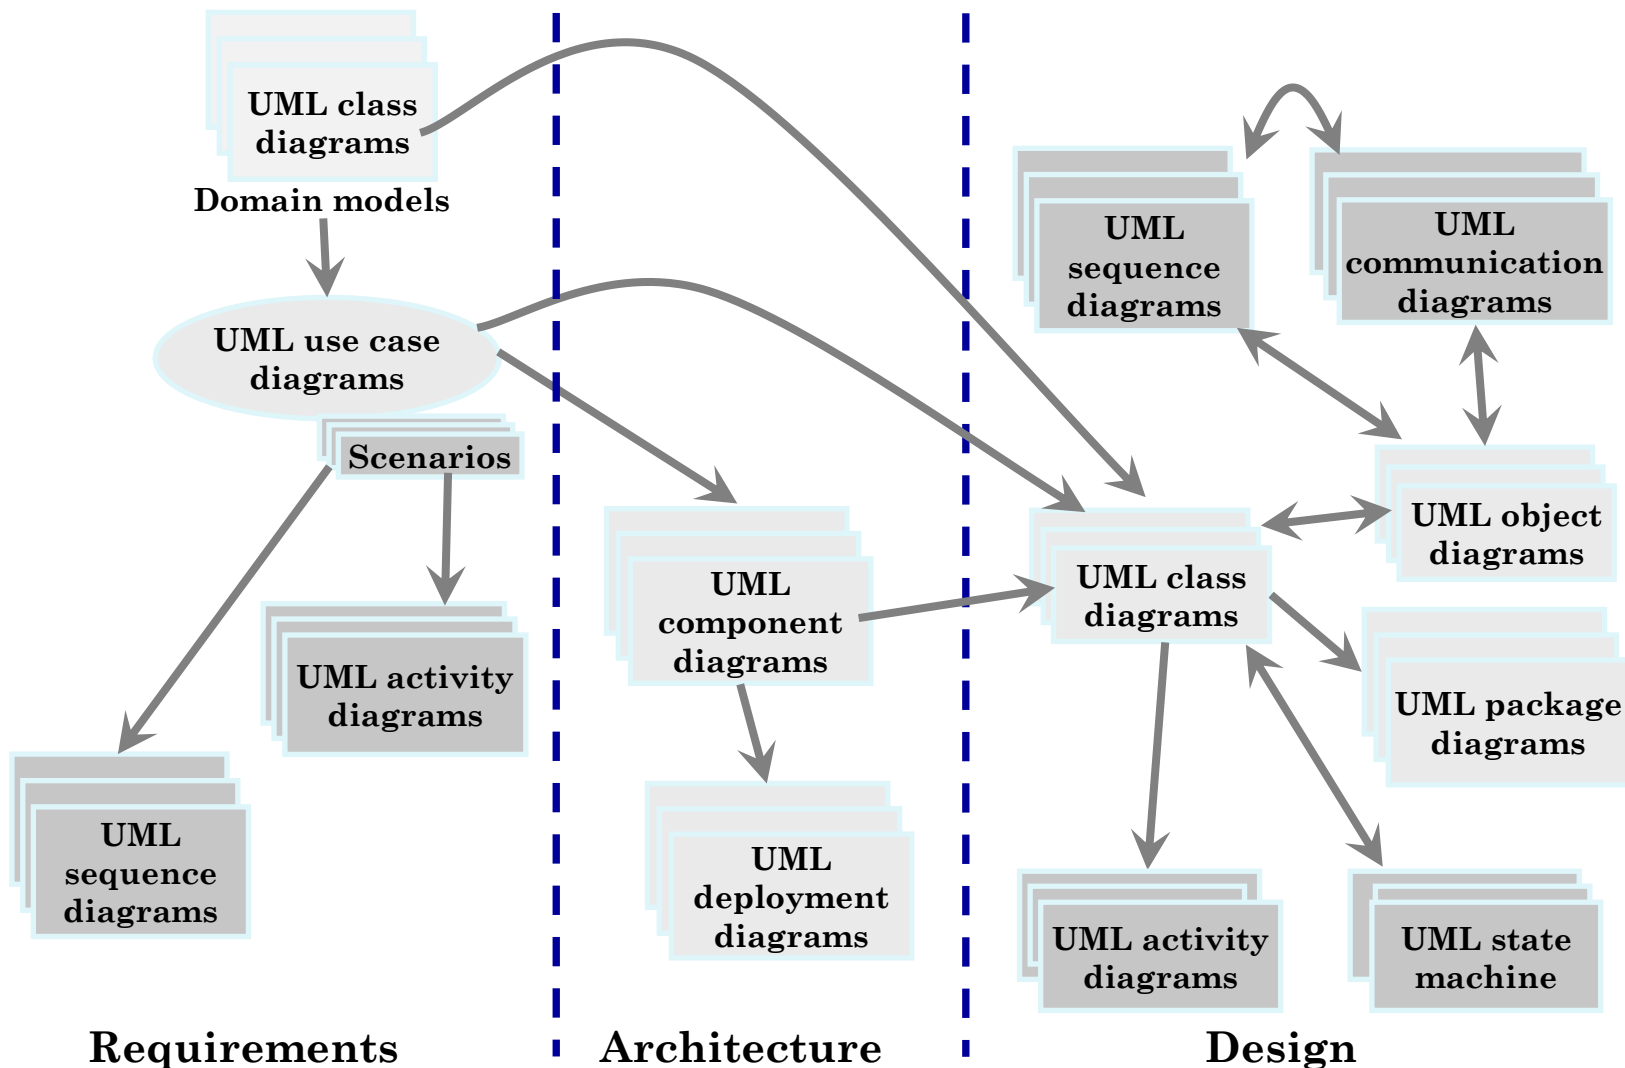 UML class
diagrams
Domain models
UML use case
diagrams
Scenarios
UML activity
diagrams
UML
sequence
diagrams
Requirements
UML
component
diagrams
UML
deployment
diagrams
Architecture
UML
sequence
diagrams
UML
communication
diagrams
UML object
diagrams
UML class
diagrams
UML package
diagrams
UML activity
diagrams
UML state
machine
Design